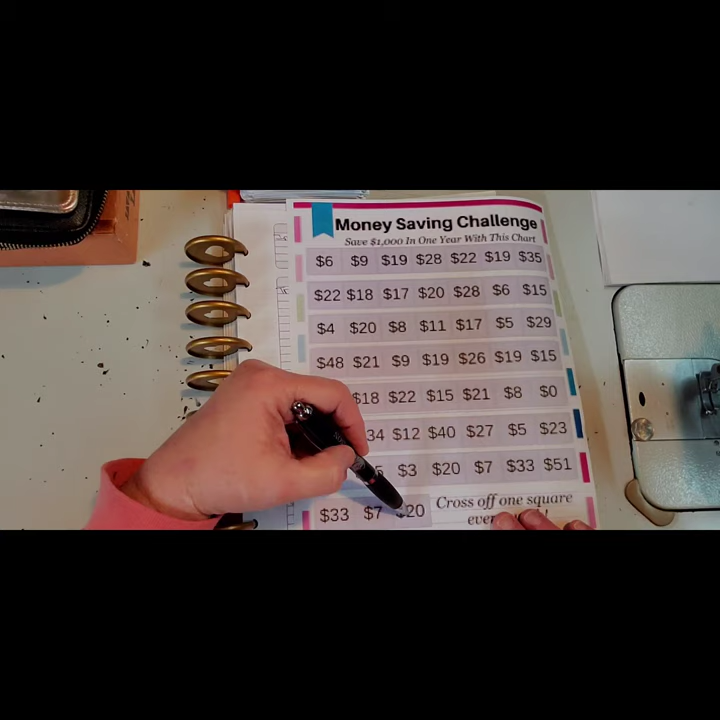 Money Saving Challenge
Save $1,000 In One Year With This Chart
$6 $9 $19 $28 $22 $19 $35
$22 $18 $17 $20 $28 $6 $15
$4 $20 $8 $11 $17 $5 $29
$48 $21 $9 $19 $26 $19 $15
$18 $22 $15 $21 $8 $0
34 $12 $40 $27 $5 $23
$3 $20 $7 $33 $51
$33 $7 $20 Cross off one square